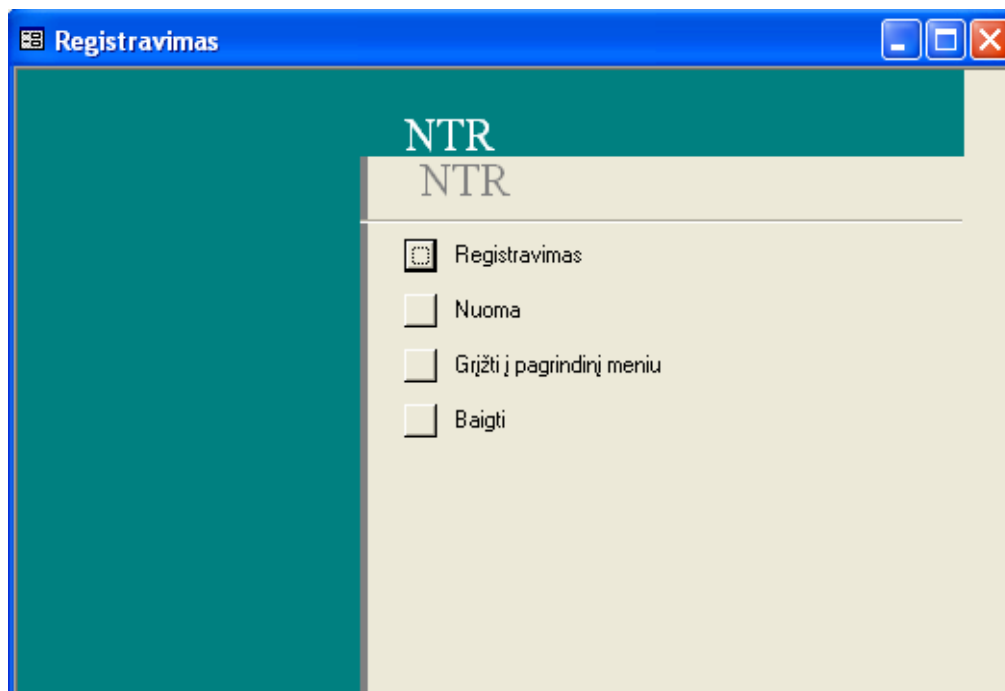 Registravimas
NTR
NTR
Registravimas
Nuoma
Grįžti į pagrindinį meniu
Baigti